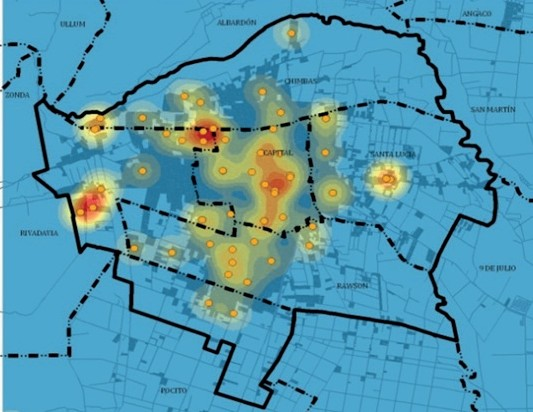 ANGACO
ALBARDÓN
ULLUM
CHIMBAS
ZONDA
SAN MARTÍN
CAPITAL
SANTA LUCÍA
RIVADAVIA
9 DE JULIO
RAWSON
POCITO